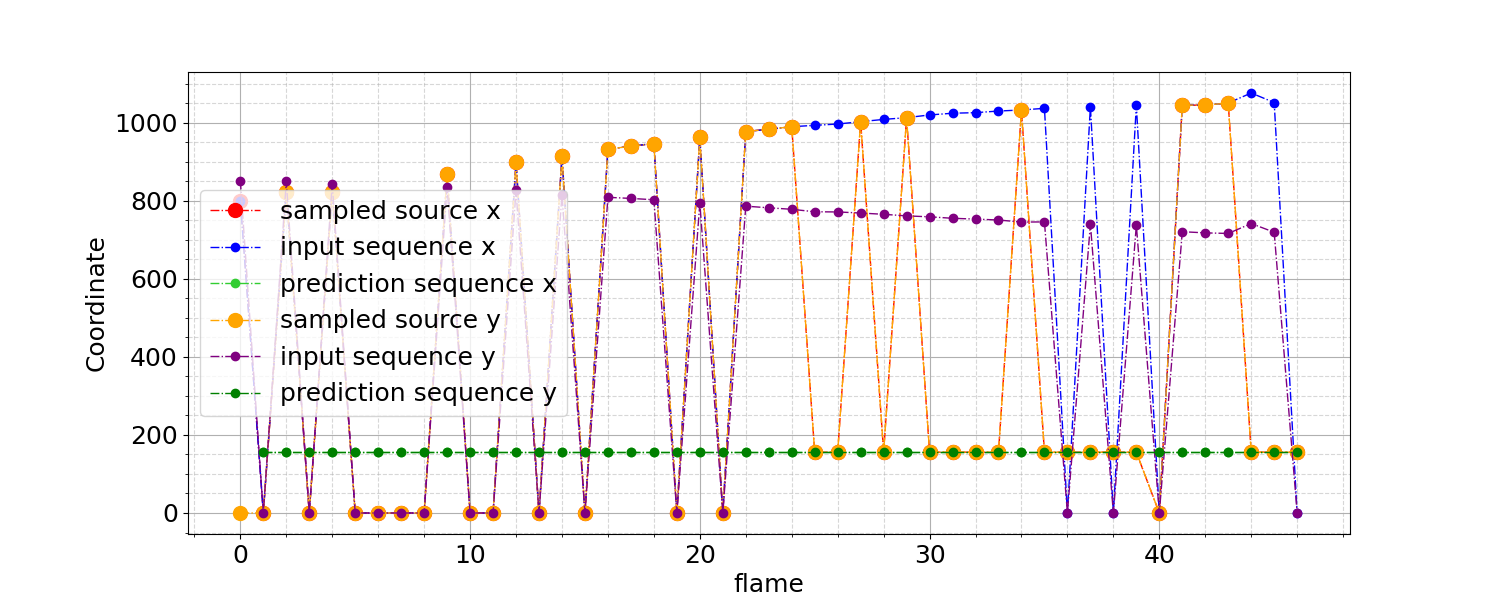 1000
800
600
400
200
0
Coordinate
sampled source x
input sequence x
prediction sequence x
sampled source y
input sequence y
prediction sequence y
0 10 20 30 40
flame